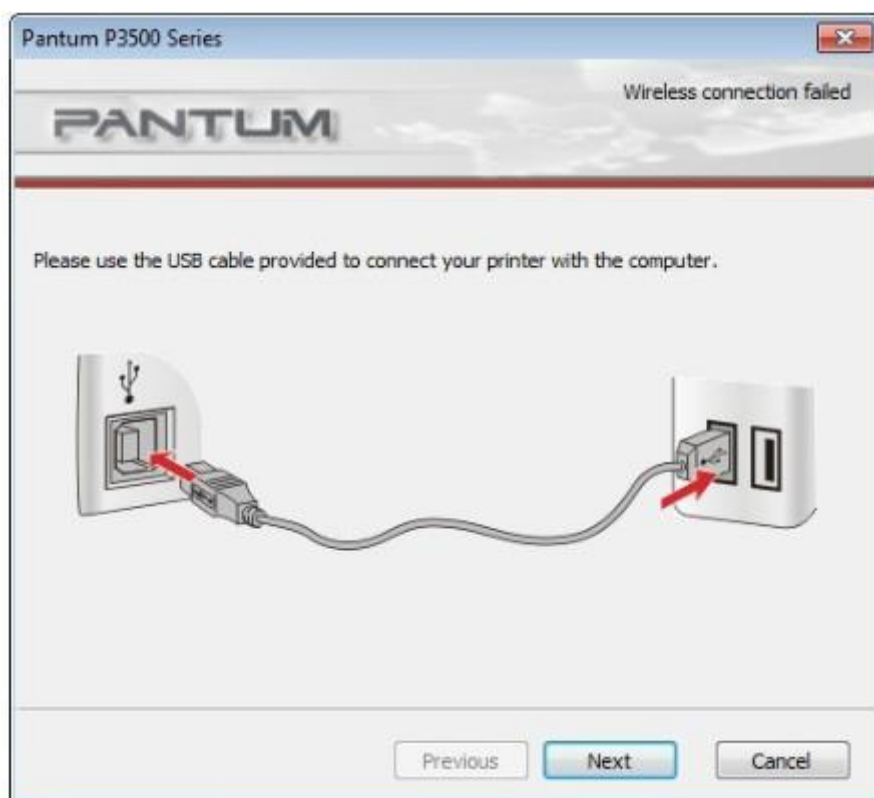 Pantum P3500 Series
Wireless connection failed
PANTUM
Please use the USB cable provided to connect your printer with the computer.
Previous
Next
Cancel